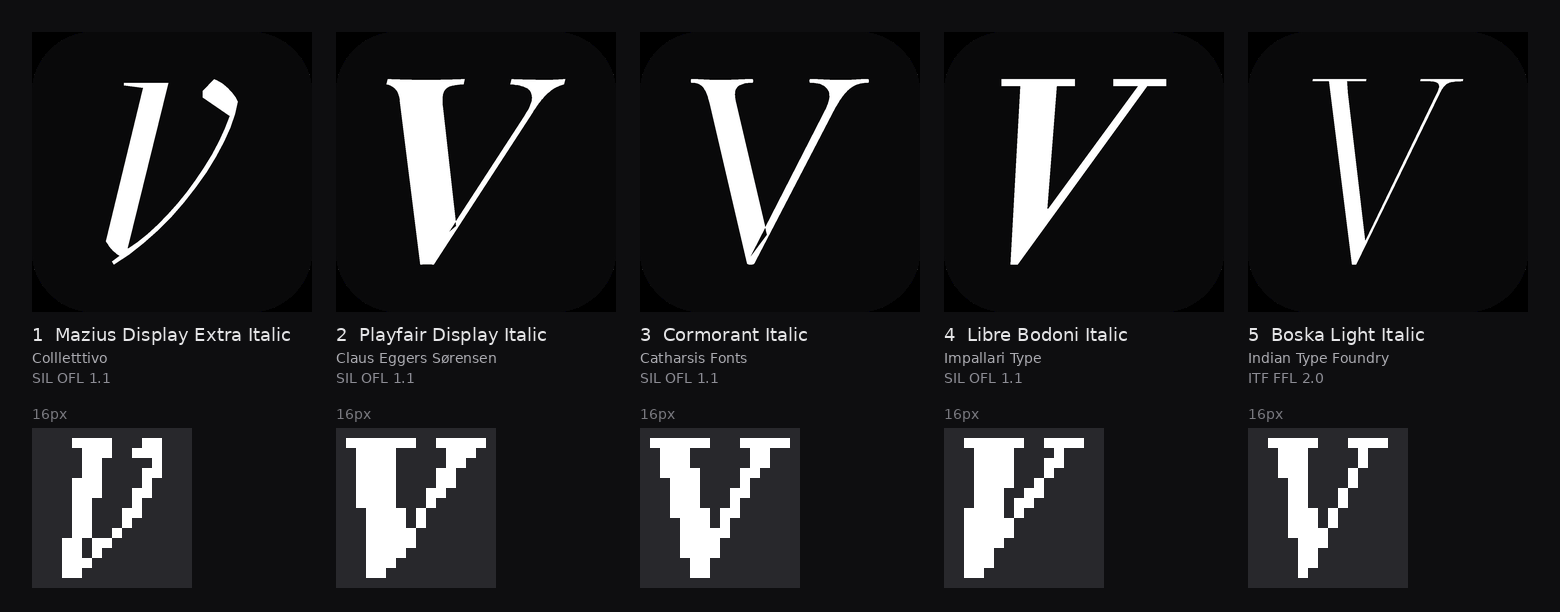 V V V V V
1 Mazius Display Extra Italic
Collletttivo
SIL OFL 1.1
2 Playfair Display Italic
Claus Eggers Sørensen
SIL OFL 1.1
3 Cormorant Italic
Catharsis Fonts
SIL OFL 1.1
4 Libre Bodoni Italic
Impallari Type
SIL OFL 1.1
5 Boska Light Italic
Indian Type Foundry
ITF FFL 2.0
16px 16px 16px 16px 16px
V V V V V